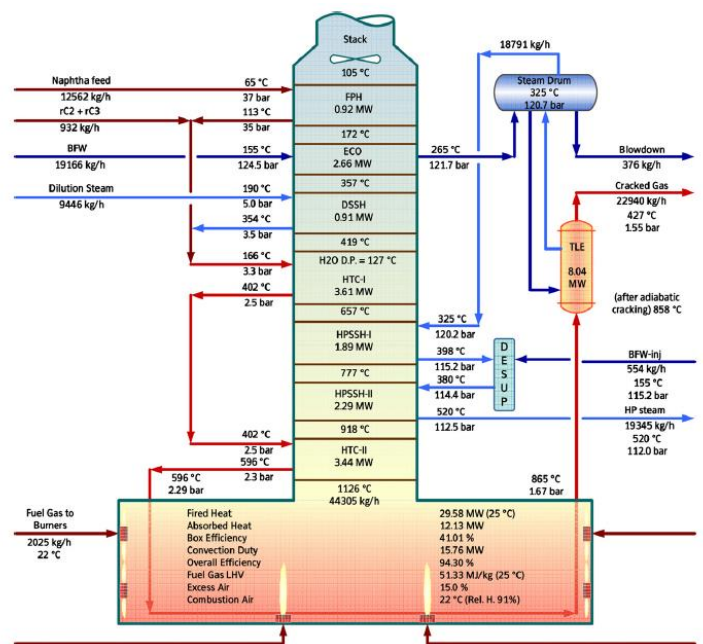 Stack
18791 kg/h
105 °C
Steam Drum
325 °C
120.7 bar
Naphtha feed
12562 kg/h
65 °C
37 bar
FPH
0.92 MW
rC2 + rC3
932 kg/h
113 °C
35 bar
172 °C
BFW
19166 kg/h
155 °C
124.5 bar
ECO
2.66 MW
265 °C
121.7 bar
Blowdown
376 kg/h
357 °C
Dilution Steam
9446 kg/h
190 °C
5.0 bar
DSSH
0.91 MW
Cracked Gas
22940 kg/h
427 °C
1.55 bar
354 °C
3.5 bar
419 °C
TLE
8.04
MW
166 °C
3.3 bar
H2O D.P. = 127 °C
HTC-I
3.61 MW
402 °C
2.5 bar
(after adiabatic
cracking) 858 °C
657 °C
325 °C
120.2 bar
HPSSH-I
1.89 MW
398 °C
115.2 bar
DESUP
BFW-inj
554 kg/h
155 °C
115.2 bar
777 °C
380 °C
114.4 bar
HPSSH-II
2.29 MW
520 °C
112.5 bar
HP steam
19345 kg/h
520 °C
112.0 bar
918 °C
402 °C
2.5 bar
HTC-II
3.44 MW
596 °C
2.3 bar
596 °C
2.29 bar
1126 °C
44305 kg/h
865 °C
1.67 bar
Fuel Gas to
Burners
2025 kg/h
22 °C
Fired Heat 29.58 MW (25 °C)
Absorbed Heat 12.13 MW
Box Efficiency 41.01 %
Convection Duty 15.76 MW
Overall Efficiency 94.30 %
Fuel Gas LHV 51.33 MJ/kg (25 °C)
Excess Air 15.0 %
Combustion Air 22 °C (Rel. H. 91%)